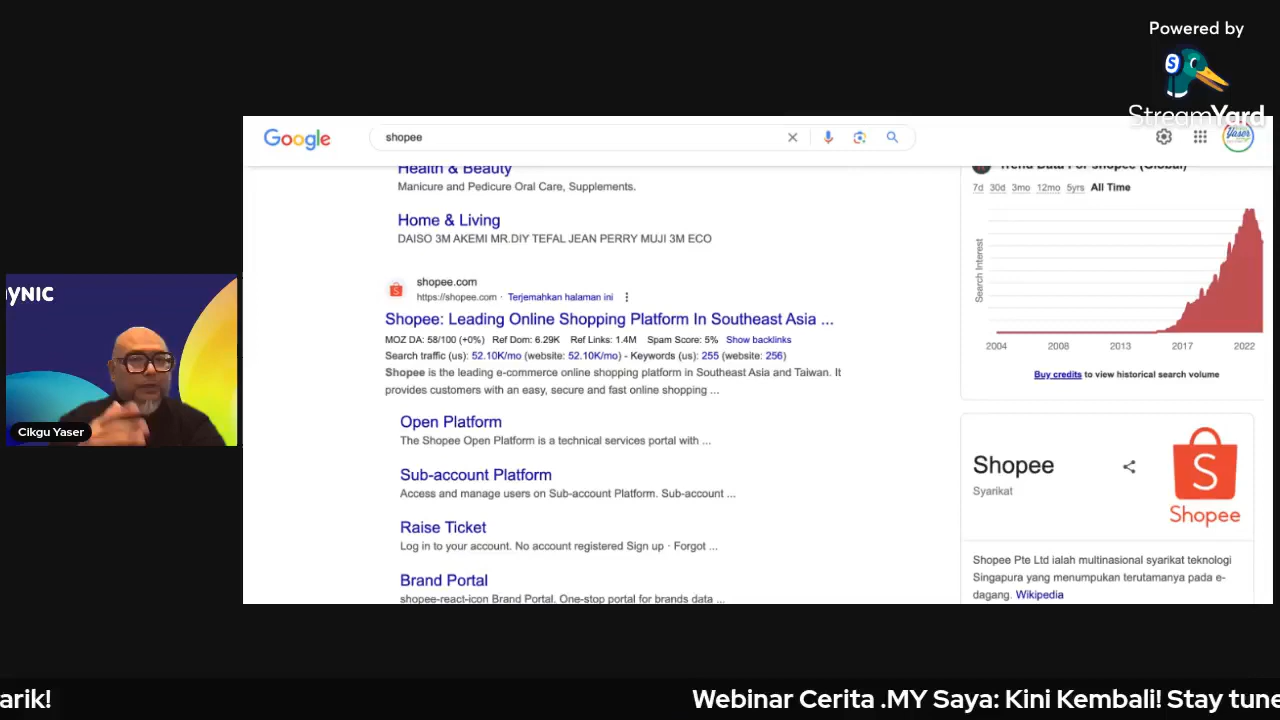 Powered by
StreamYard
Google
shopee
Yaser
Health & Beauty
Manicure and Pedicure Oral Care, Supplements.
Home & Living
DAISO 3M AKEMI MR.DIY TEFAL JEAN PERRY MUJI 3M ECO
shopee.com
https://shopee.com · Terjemahkan halaman ini
Shopee: Leading Online Shopping Platform In Southeast Asia ...
MOZ DA: 58/100 (+0%) Ref Dom: 6.29K Ref Links: 1.4M Spam Score: 5% Show backlinks
Search traffic (us): 52.10K/mo (website: 52.10K/mo) - Keywords (us): 255 (website: 256)
Shopee is the leading e-commerce online shopping platform in Southeast Asia and Taiwan. It
provides customers with an easy, secure and fast online shopping ...
Open Platform
The Shopee Open Platform is a technical services portal with ...
Sub-account Platform
Access and manage users on Sub-account Platform. Sub-account ...
Raise Ticket
Log in to your account. No account registered Sign up · Forgot ...
Brand Portal
shopee-react-icon Brand Portal. One-stop portal for brands data ...
Trend Data For shopee (Global)
7d 30d 3mo 12mo 5yrs All Time
Search Interest
2004 2008 2013 2017 2022
Buy credits to view historical search volume
Shopee
Syarikat
S
Shopee
Shopee Pte Ltd ialah multinasional syarikat teknologi
Singapura yang menumpukan terutamanya pada e-
dagang. Wikipedia
YNIC
Cikgu Yaser
arik!
Webinar Cerita .MY Saya: Kini Kembali! Stay tune